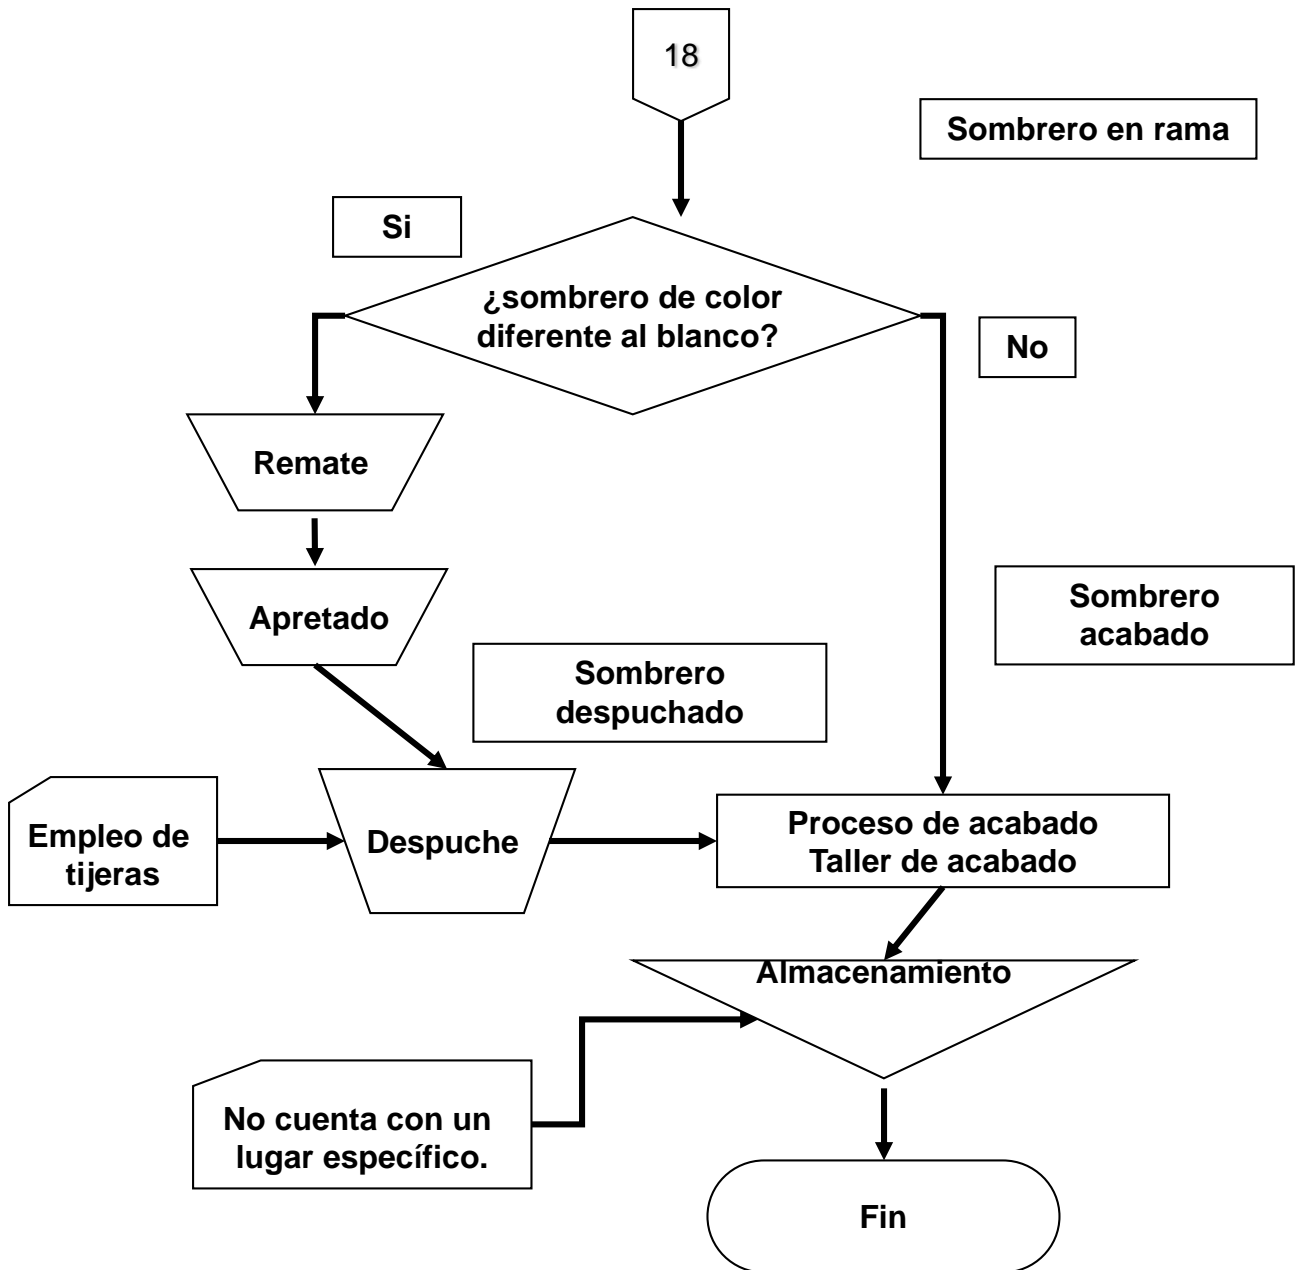 18
Sombrero en rama
Si
¿sombrero de color
diferente al blanco?
No
Remate
Apretado
Sombrero
acabado
Sombrero
despuchado
Empleo de
tijeras
Despuche
Proceso de acabado
Taller de acabado
Almacenamiento
No cuenta con un
lugar específico.
Fin